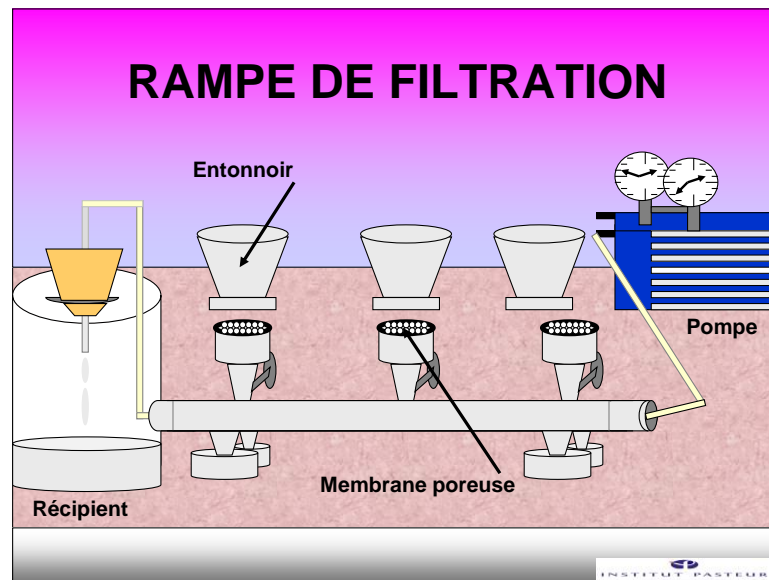 RAMPE DE FILTRATION
Entonnoir
Pompe
Membrane poreuse
Récipient
INSTITUT PASTEUR